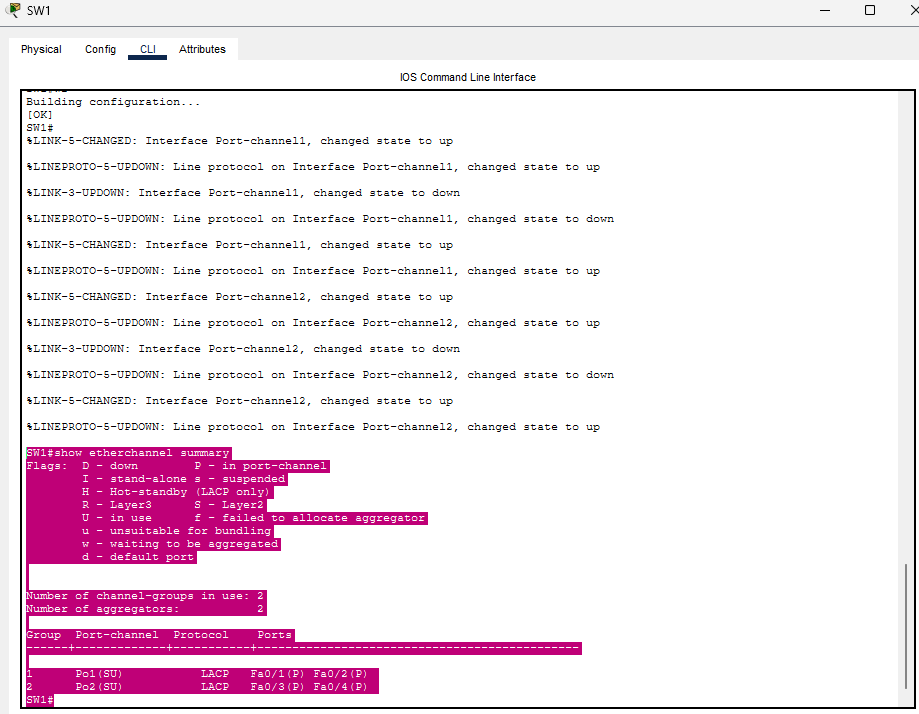 SW1
Physical Config CLI Attributes
IOS Command Line Interface
Building configuration...
[OK]
SW1#
%LINK-5-CHANGED: Interface Port-channel1, changed state to up
%LINEPROTO-5-UPDOWN: Line protocol on Interface Port-channel1, changed state to up
%LINK-3-UPDOWN: Interface Port-channel1, changed state to down
%LINEPROTO-5-UPDOWN: Line protocol on Interface Port-channel1, changed state to down
%LINK-5-CHANGED: Interface Port-channel1, changed state to up
%LINEPROTO-5-UPDOWN: Line protocol on Interface Port-channel1, changed state to up
%LINK-5-CHANGED: Interface Port-channel2, changed state to up
%LINEPROTO-5-UPDOWN: Line protocol on Interface Port-channel2, changed state to up
%LINK-3-UPDOWN: Interface Port-channel2, changed state to down
%LINEPROTO-5-UPDOWN: Line protocol on Interface Port-channel2, changed state to down
%LINK-5-CHANGED: Interface Port-channel2, changed state to up
%LINEPROTO-5-UPDOWN: Line protocol on Interface Port-channel2, changed state to up
SW1#show etherchannel summary
Flags:  D - down        P - in port-channel
        I - stand-alone s - suspended
        H - Hot-standby (LACP only)
        R - Layer3      S - Layer2
        U - in use      f - failed to allocate aggregator
        u - unsuitable for bundling
        w - waiting to be aggregated
        d - default port
Number of channel-groups in use: 2
Number of aggregators:           2
Group  Port-channel  Protocol    Ports
------+-------------+-----------+----------------------------------------------
1      Po1(SU)           LACP   Fa0/1(P) Fa0/2(P)
2      Po2(SU)           LACP   Fa0/3(P) Fa0/4(P)
SW1#